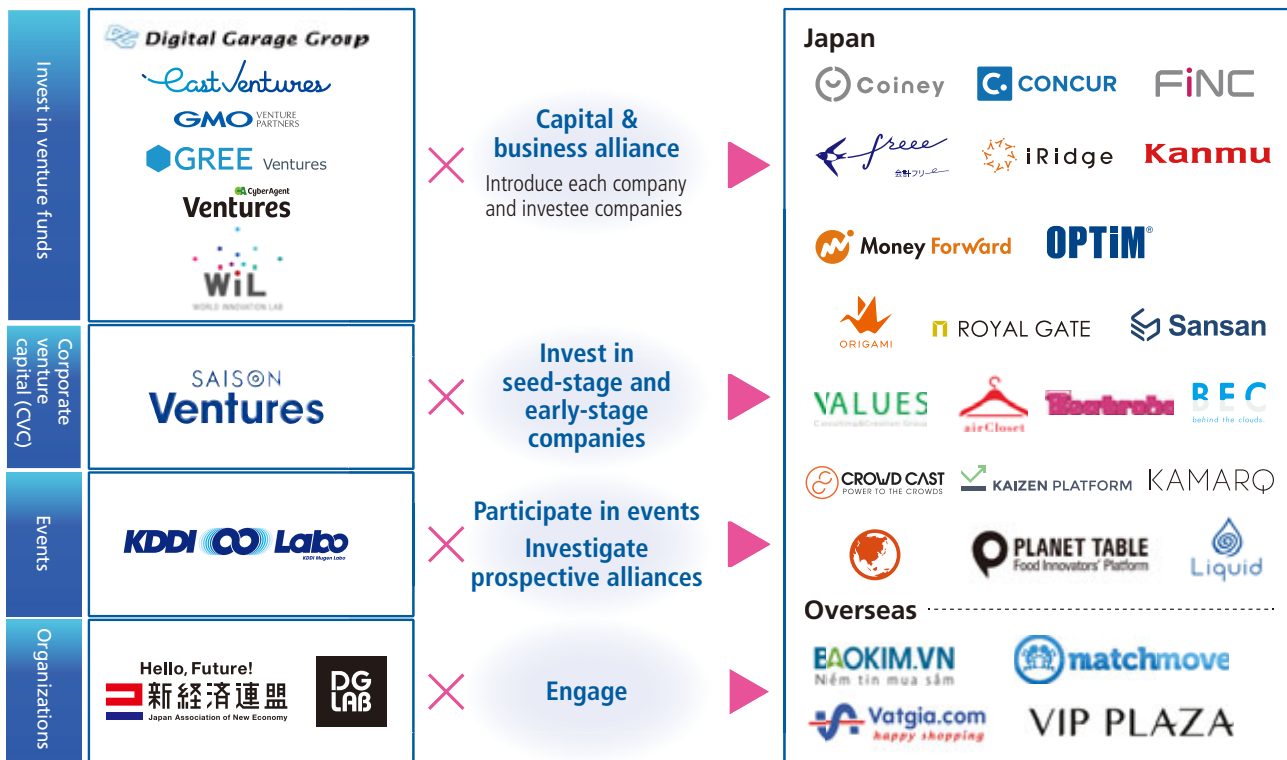 Invest in venture funds
Digital Garage Group
East Ventures
GMO VENTURE
PARTNERS
GREE Ventures
CyberAgent
Ventures
WiL
WORLD INNOVATION LAB
Capital &
business alliance
Introduce each company
and investee companies
Corporate
venture
capital (CVC)
SAISON
Ventures
Invest in
seed-stage and
early-stage
companies
Events
KDDI ∞ Labo
KDDI Mugen Labo
Participate in events
Investigate
prospective alliances
Organizations
Hello, Future!
新経済連盟
Japan Association of New Economy
DG
LAB
Engage
Japan
Coiney
C. CONCUR
FiNC
freee
会計フリー
iRidge
Kanmu
Money Forward
OPTiM®
ORIGAMI
ROYAL GATE
Sansan
VALUES
Consulting&Creation Group
airCloset
BEC
behind the clouds.
CROWD CAST
POWER TO THE CROWDS
KAIZEN PLATFORM
KAMARQ
PLANET TABLE
Food Innovators' Platform
Liquid
Overseas
BAOKIM.VN
Niềm tin mua sắm
matchmove
Vatgia.com
happy shopping
VIP PLAZA